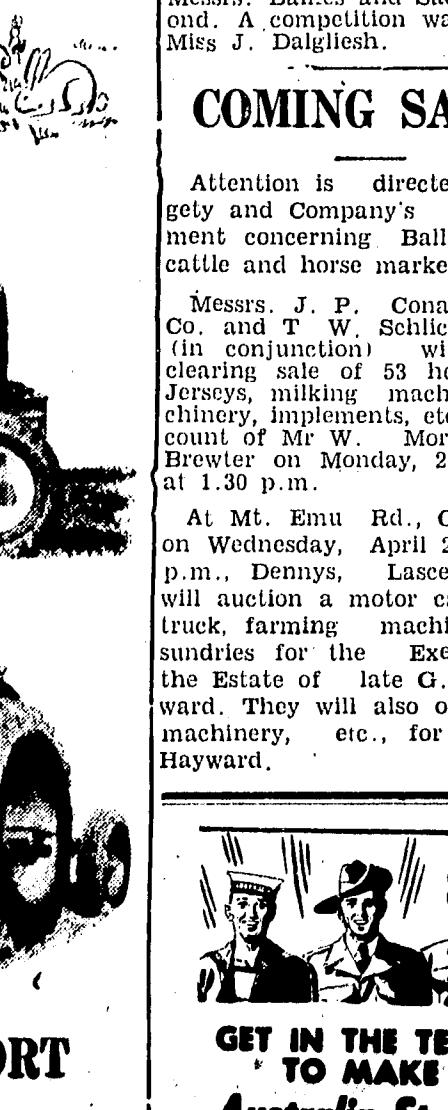 Messrs. Baines and
ond. A competition wa
Miss J. Dalgliesh.
COMING SA
Attention is directe
gety and Company's
ment concerning Ball
cattle and horse marke
Messrs. J. P. Cona
Co. and T W. Schlic
(in conjunction) wi
clearing sale of 53 he
Jerseys, milking mach
chinery, implements, etc
count of Mr W. Mor
Brewter on Monday, 2
at 1.30 p.m.
At Mt. Emu Rd., C
on Wednesday, April 2
p.m., Dennys, Lasce
will auction a motor ca
truck, farming machi
sundries for the Exe
the Estate of late G.
ward. They will also o
machinery, etc., for
Hayward.
ORT
GET IN THE TE
TO MAKE